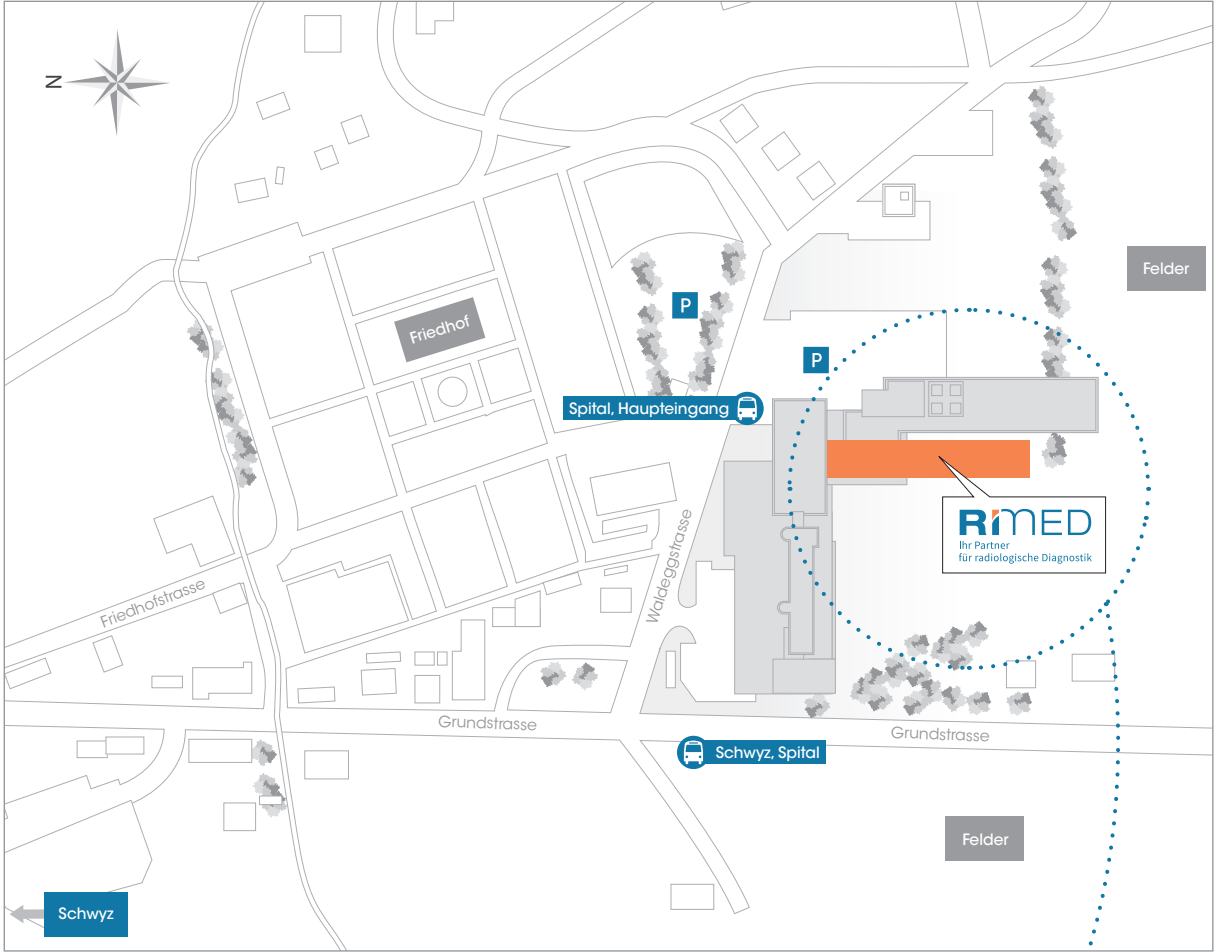 N
Felder
P
Friedhof
P
Spital, Haupteingang
RIMED
Ihr Partner
für radiologische Diagnostik
Waldeggstrasse
Friedhofstrasse
Grundstrasse
Grundstrasse
Schwyz, Spital
Felder
Schwyz